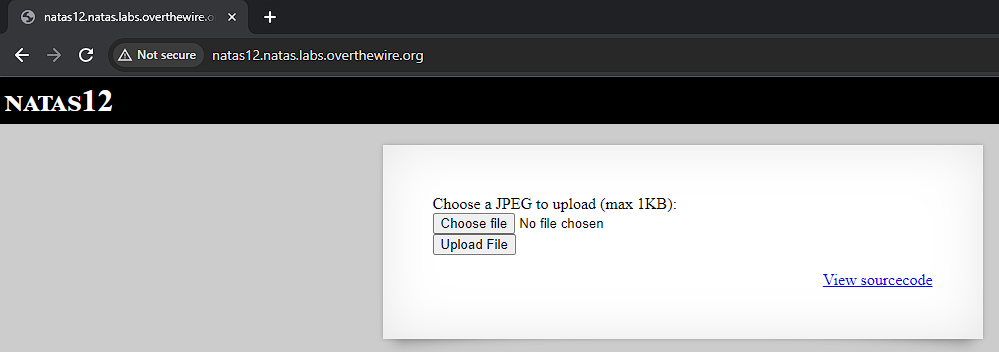 natas12.natas.labs.overthewire.o
Not secure natas12.natas.labs.overthewire.org
NATAS12
Choose a JPEG to upload (max 1KB):
Choose file No file chosen
Upload File
View sourcecode